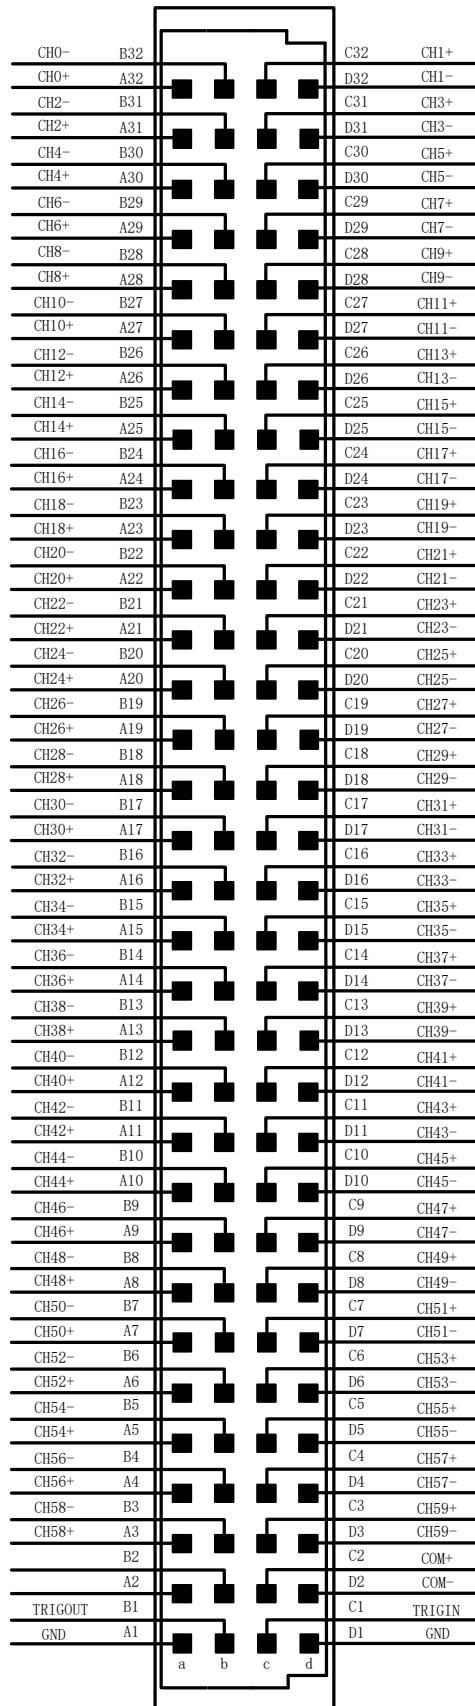 CH0- B32 C32 CH1+
CH0+ A32 D32 CH1-
CH2- B31 C31 CH3+
CH2+ A31 D31 CH3-
CH4- B30 C30 CH5+
CH4+ A30 D30 CH5-
CH6- B29 C29 CH7+
CH6+ A29 D29 CH7-
CH8- B28 C28 CH9+
CH8+ A28 D28 CH9-
CH10- B27 C27 CH11+
CH10+ A27 D27 CH11-
CH12- B26 C26 CH13+
CH12+ A26 D26 CH13-
CH14- B25 C25 CH15+
CH14+ A25 D25 CH15-
CH16- B24 C24 CH17+
CH16+ A24 D24 CH17-
CH18- B23 C23 CH19+
CH18+ A23 D23 CH19-
CH20- B22 C22 CH21+
CH20+ A22 D22 CH21-
CH22- B21 C21 CH23+
CH22+ A21 D21 CH23-
CH24- B20 C20 CH25+
CH24+ A20 D20 CH25-
CH26- B19 C19 CH27+
CH26+ A19 D19 CH27-
CH28- B18 C18 CH29+
CH28+ A18 D18 CH29-
CH30- B17 C17 CH31+
CH30+ A17 D17 CH31-
CH32- B16 C16 CH33+
CH32+ A16 D16 CH33-
CH34- B15 C15 CH35+
CH34+ A15 D15 CH35-
CH36- B14 C14 CH37+
CH36+ A14 D14 CH37-
CH38- B13 C13 CH39+
CH38+ A13 D13 CH39-
CH40- B12 C12 CH41+
CH40+ A12 D12 CH41-
CH42- B11 C11 CH43+
CH42+ A11 D11 CH43-
CH44- B10 C10 CH45+
CH44+ A10 D10 CH45-
CH46- B9 C9 CH47+
CH46+ A9 D9 CH47-
CH48- B8 C8 CH49+
CH48+ A8 D8 CH49-
CH50- B7 C7 CH51+
CH50+ A7 D7 CH51-
CH52- B6 C6 CH53+
CH52+ A6 D6 CH53-
CH54- B5 C5 CH55+
CH54+ A5 D5 CH55-
CH56- B4 C4 CH57+
CH56+ A4 D4 CH57-
CH58- B3 C3 CH59+
CH58+ A3 D3 CH59-
B2 C2 COM+
A2 D2 COM-
TRIGOUT B1 C1 TRIGIN
GND A1 D1 GND
a b c d